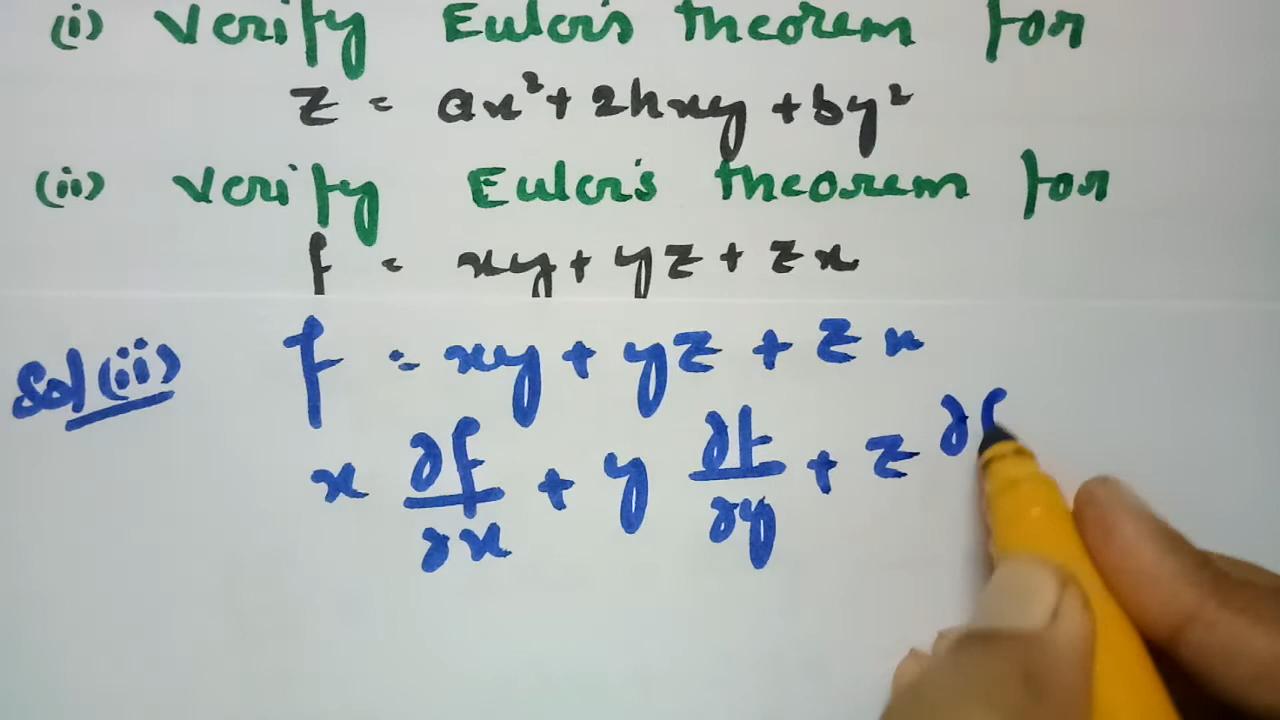 (i) Verify Euler's theorem for
z = ax² + 2hxy + by²
(ii) Verify Euler's theorem for
f = xy + yz + zx
Sol (ii) f = xy + yz + zx
x ∂f/∂x + y ∂f/∂y + z ∂f